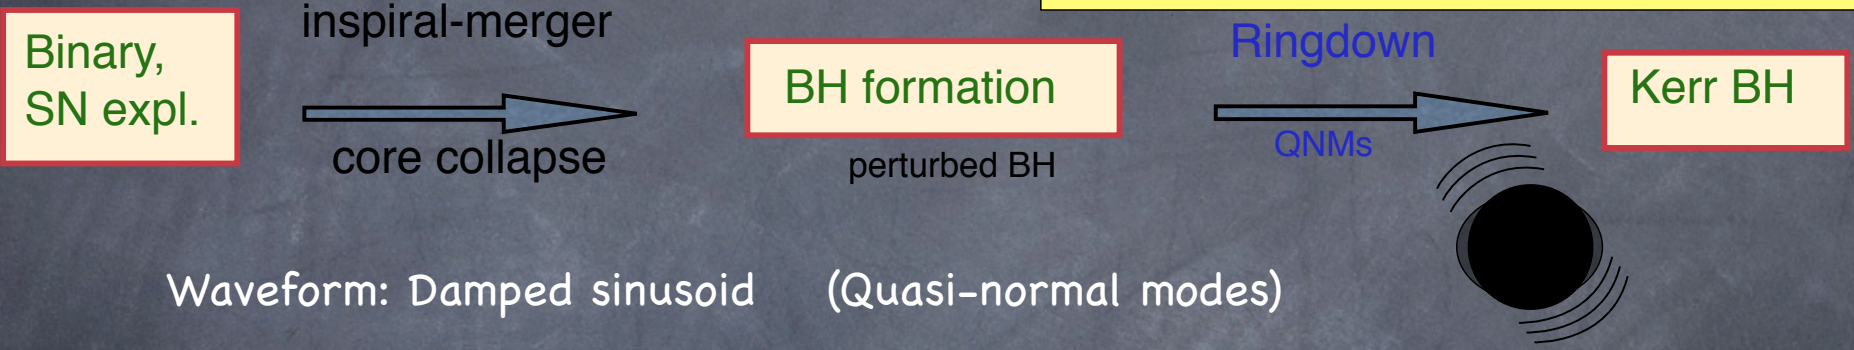 inspiral-merger
Binary,
SN expl.
core collapse
BH formation
perturbed BH
Ringdown
QNMs
Kerr BH
Waveform: Damped sinusoid (Quasi-normal modes)